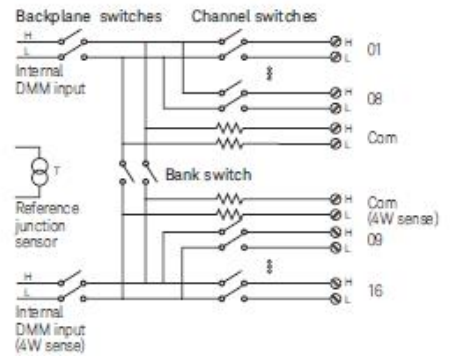 Backplane switches Channel switches
H
L
Internal
DMM input
H
L
01
H
L
08
H
L
Com
T
Bank switch
Reference
junction
sensor
H
L
Com
(4W sense)
H
L
09
H
L
Internal
DMM input
(4W sense)
H
L
16